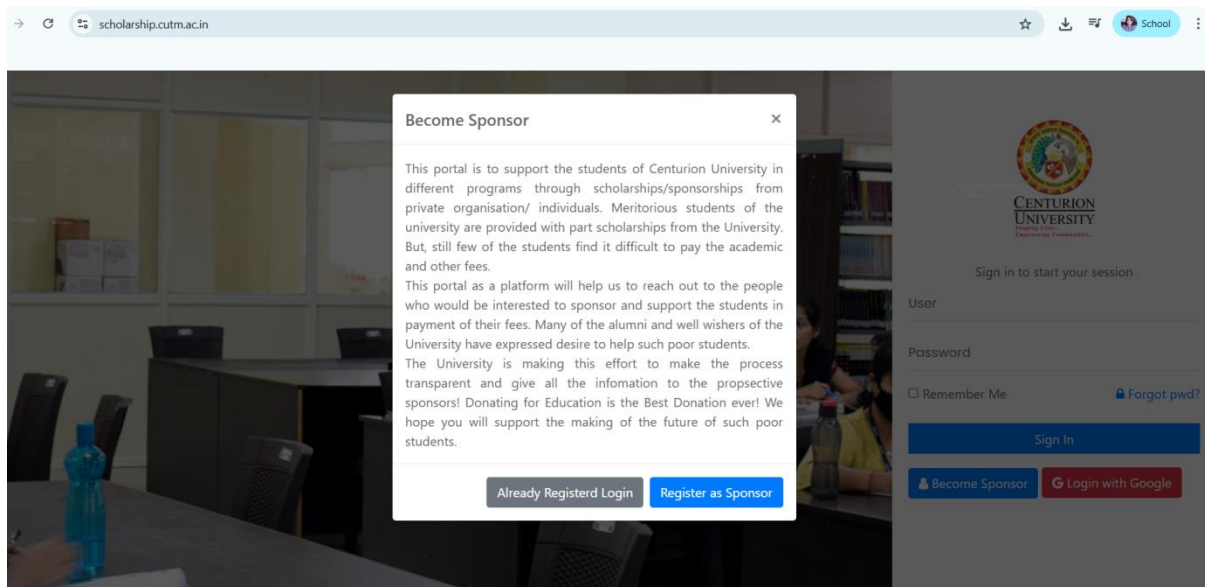 scholarship.cutm.ac.in
School
Become Sponsor
×
This portal is to support the students of Centurion University in
different programs through scholarships/sponsorships from
private organisation/ individuals. Meritorious students of the
university are provided with part scholarships from the University.
But, still few of the students find it difficult to pay the academic
and other fees.
This portal as a platform will help us to reach out to the people
who would be interested to sponsor and support the students in
payment of their fees. Many of the alumni and well wishers of the
University have expressed desire to help such poor students.
The University is making this effort to make the process
transparent and give all the infomation to the propsective
sponsors! Donating for Education is the Best Donation ever! We
hope you will support the making of the future of such poor
students.
Already Registerd Login
Register as Sponsor
CENTURION
UNIVERSITY
Shaping Lives...
Empowering Communities...
Sign in to start your session
User
Password
Remember Me
Forgot pwd?
Sign In
Become Sponsor
G Login with Google